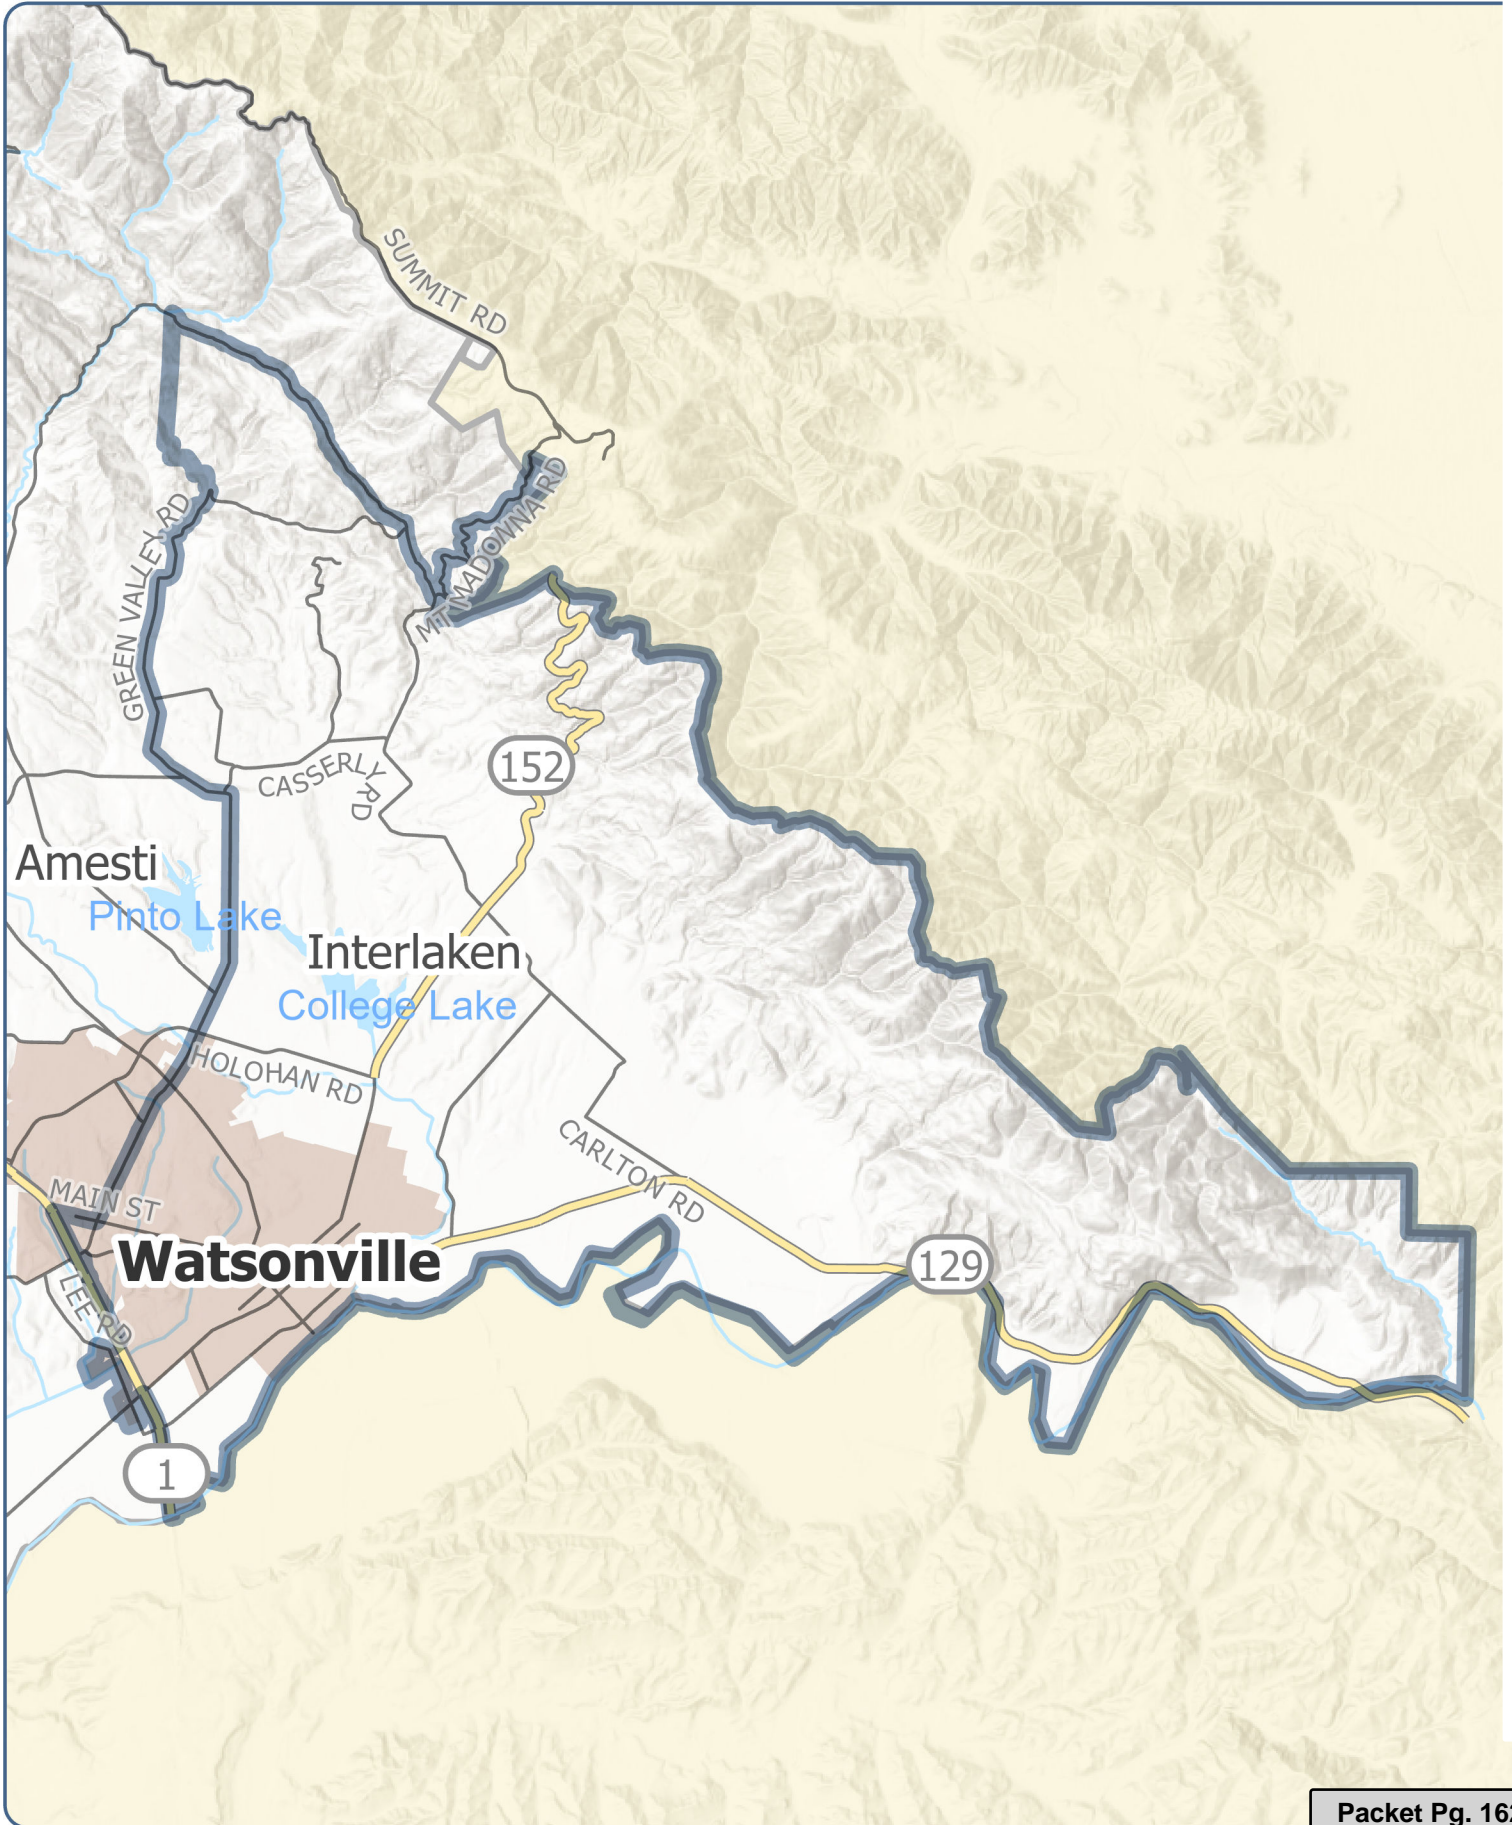 SUMMIT RD
MT MADONNA RD
GREEN VALLEY RD
152
CASSERLY RD
Amesti
Pinto Lake
Interlaken
College Lake
HOLOHAN RD
CARLTON RD
MAIN ST
Watsonville
129
LEE RD
1
Packet Pg.